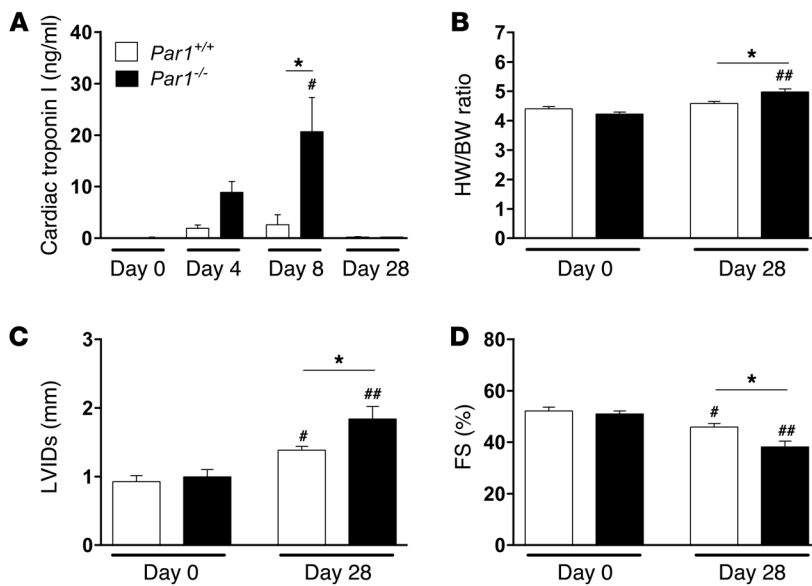 A
Cardiac troponin I (ng/ml)
40
30
20
10
0
Par1+/+
Par1-/-
*
#
Day 0
Day 4
Day 8
Day 28
B
HW/BW ratio
7
6
5
4
3
2
1
0
*
##
Day 0
Day 28
C
LVIDs (mm)
3
2
1
0
*
#
##
Day 0
Day 28
D
FS (%)
80
60
40
20
0
*
#
##
Day 0
Day 28